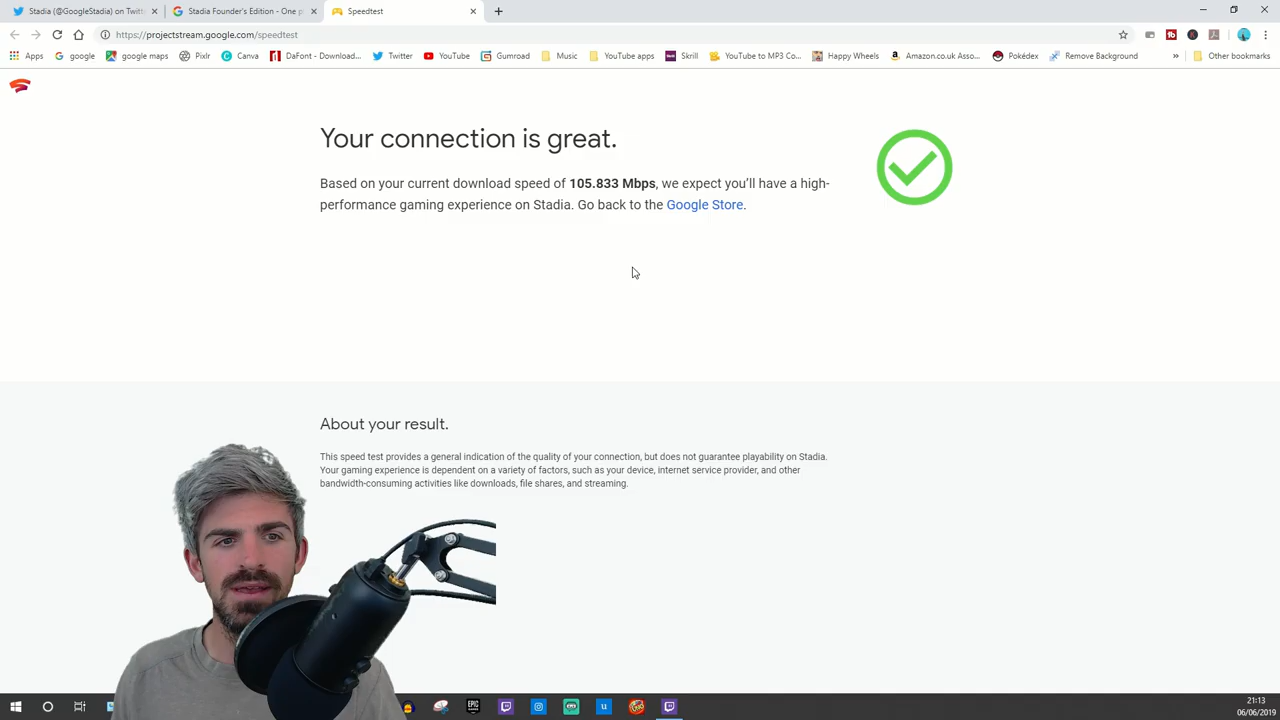 Stadia (@GoogleStadia) on Twitt
Stadia Founder's Edition - One p
Speedtest
https://projectstream.google.com/speedtest
Apps
google
google maps
Pixlr
Canva
DaFont - Download...
Twitter
YouTube
Gumroad
Music
YouTube apps
Skrill
YouTube to MP3 Co...
Happy Wheels
Amazon.co.uk Asso...
Pokédex
Remove Background
»
Other bookmarks
Your connection is great.
Based on your current download speed of 105.833 Mbps, we expect you'll have a high-
performance gaming experience on Stadia. Go back to the Google Store.
About your result.
This speed test provides a general indication of the quality of your connection, but does not guarantee playability on Stadia.
Your gaming experience is dependent on a variety of factors, such as your device, internet service provider, and other
bandwidth-consuming activities like downloads, file shares, and streaming.
EPIC
21:13
06/06/2019